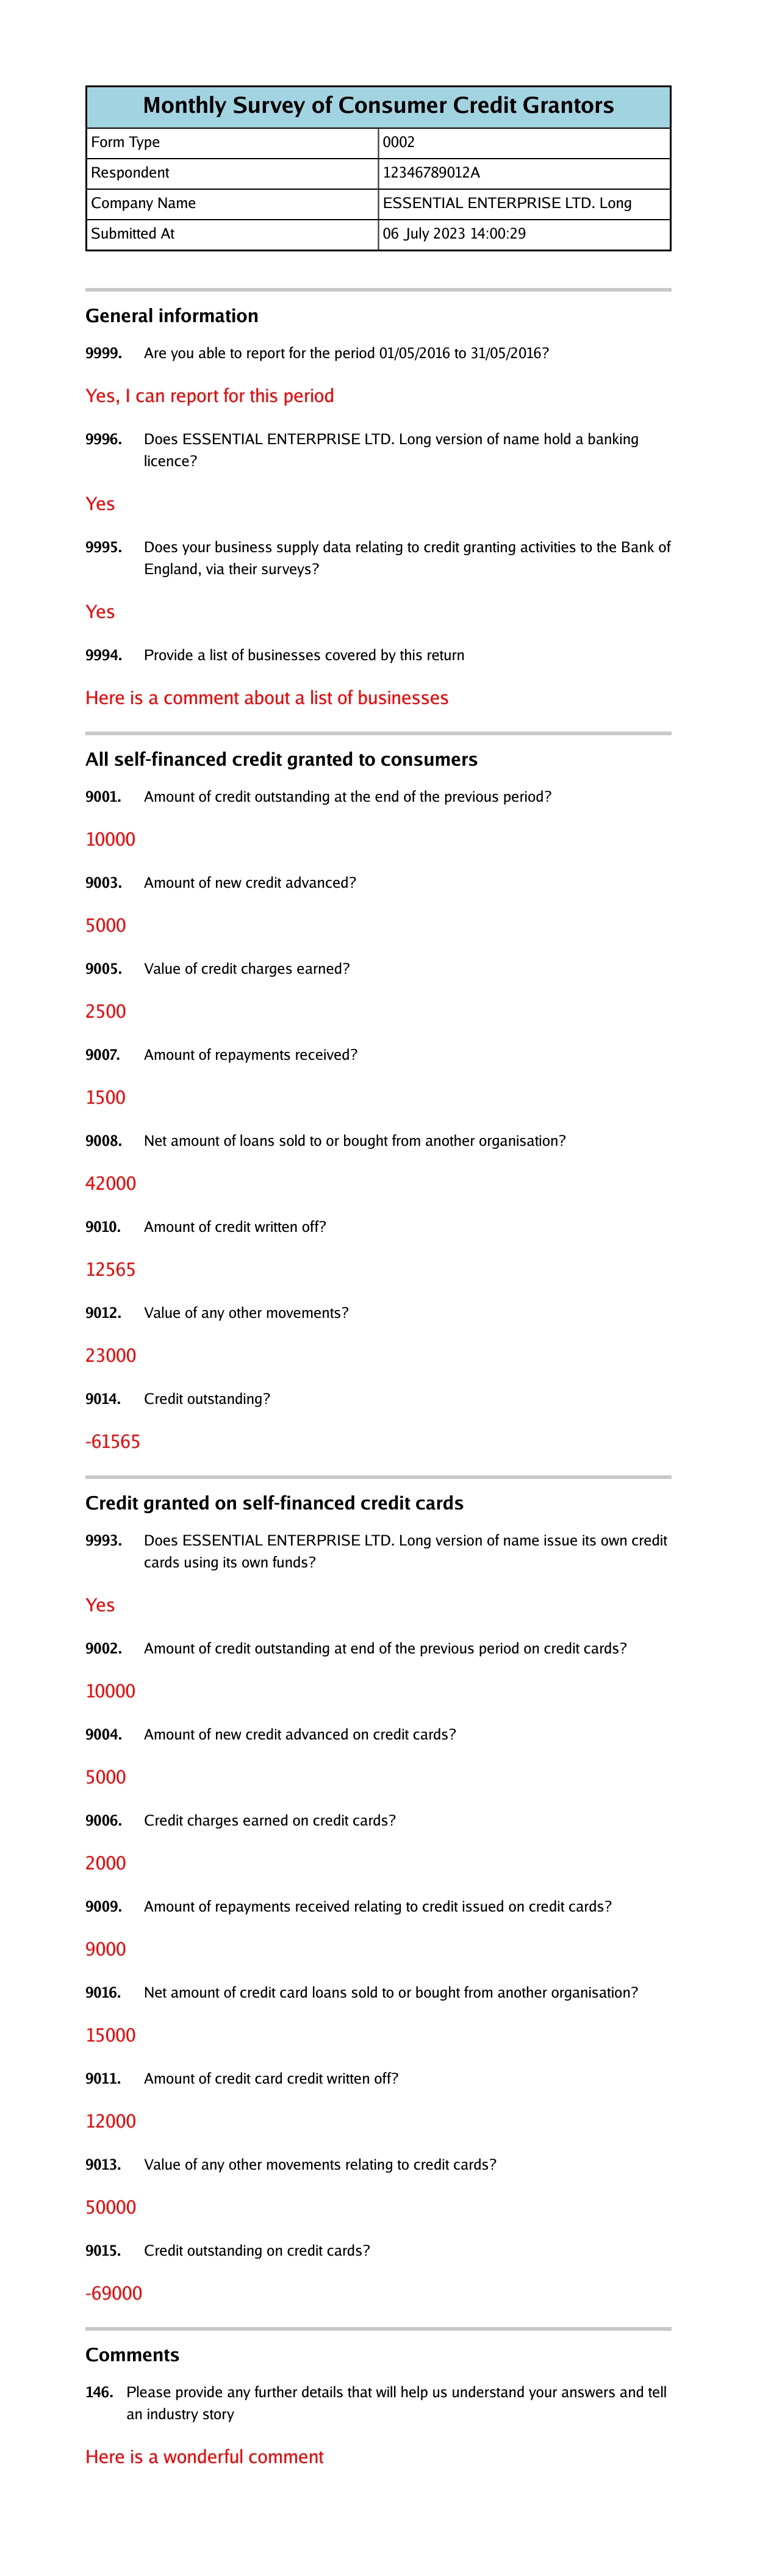 Monthly Survey of Consumer Credit Grantors
Form Type 0002
Respondent 12346789012A
Company Name ESSENTIAL ENTERPRISE LTD. Long
Submitted At 06 July 2023 14:00:29
General information
9999. Are you able to report for the period 01/05/2016 to 31/05/2016?
Yes, I can report for this period
9996. Does ESSENTIAL ENTERPRISE LTD. Long version of name hold a banking
licence?
Yes
9995. Does your business supply data relating to credit granting activities to the Bank of
England, via their surveys?
Yes
9994. Provide a list of businesses covered by this return
Here is a comment about a list of businesses
All self-financed credit granted to consumers
9001. Amount of credit outstanding at the end of the previous period?
10000
9003. Amount of new credit advanced?
5000
9005. Value of credit charges earned?
2500
9007. Amount of repayments received?
1500
9008. Net amount of loans sold to or bought from another organisation?
42000
9010. Amount of credit written off?
12565
9012. Value of any other movements?
23000
9014. Credit outstanding?
-61565
Credit granted on self-financed credit cards
9993. Does ESSENTIAL ENTERPRISE LTD. Long version of name issue its own credit
cards using its own funds?
Yes
9002. Amount of credit outstanding at end of the previous period on credit cards?
10000
9004. Amount of new credit advanced on credit cards?
5000
9006. Credit charges earned on credit cards?
2000
9009. Amount of repayments received relating to credit issued on credit cards?
9000
9016. Net amount of credit card loans sold to or bought from another organisation?
15000
9011. Amount of credit card credit written off?
12000
9013. Value of any other movements relating to credit cards?
50000
9015. Credit outstanding on credit cards?
-69000
Comments
146. Please provide any further details that will help us understand your answers and tell
an industry story
Here is a wonderful comment